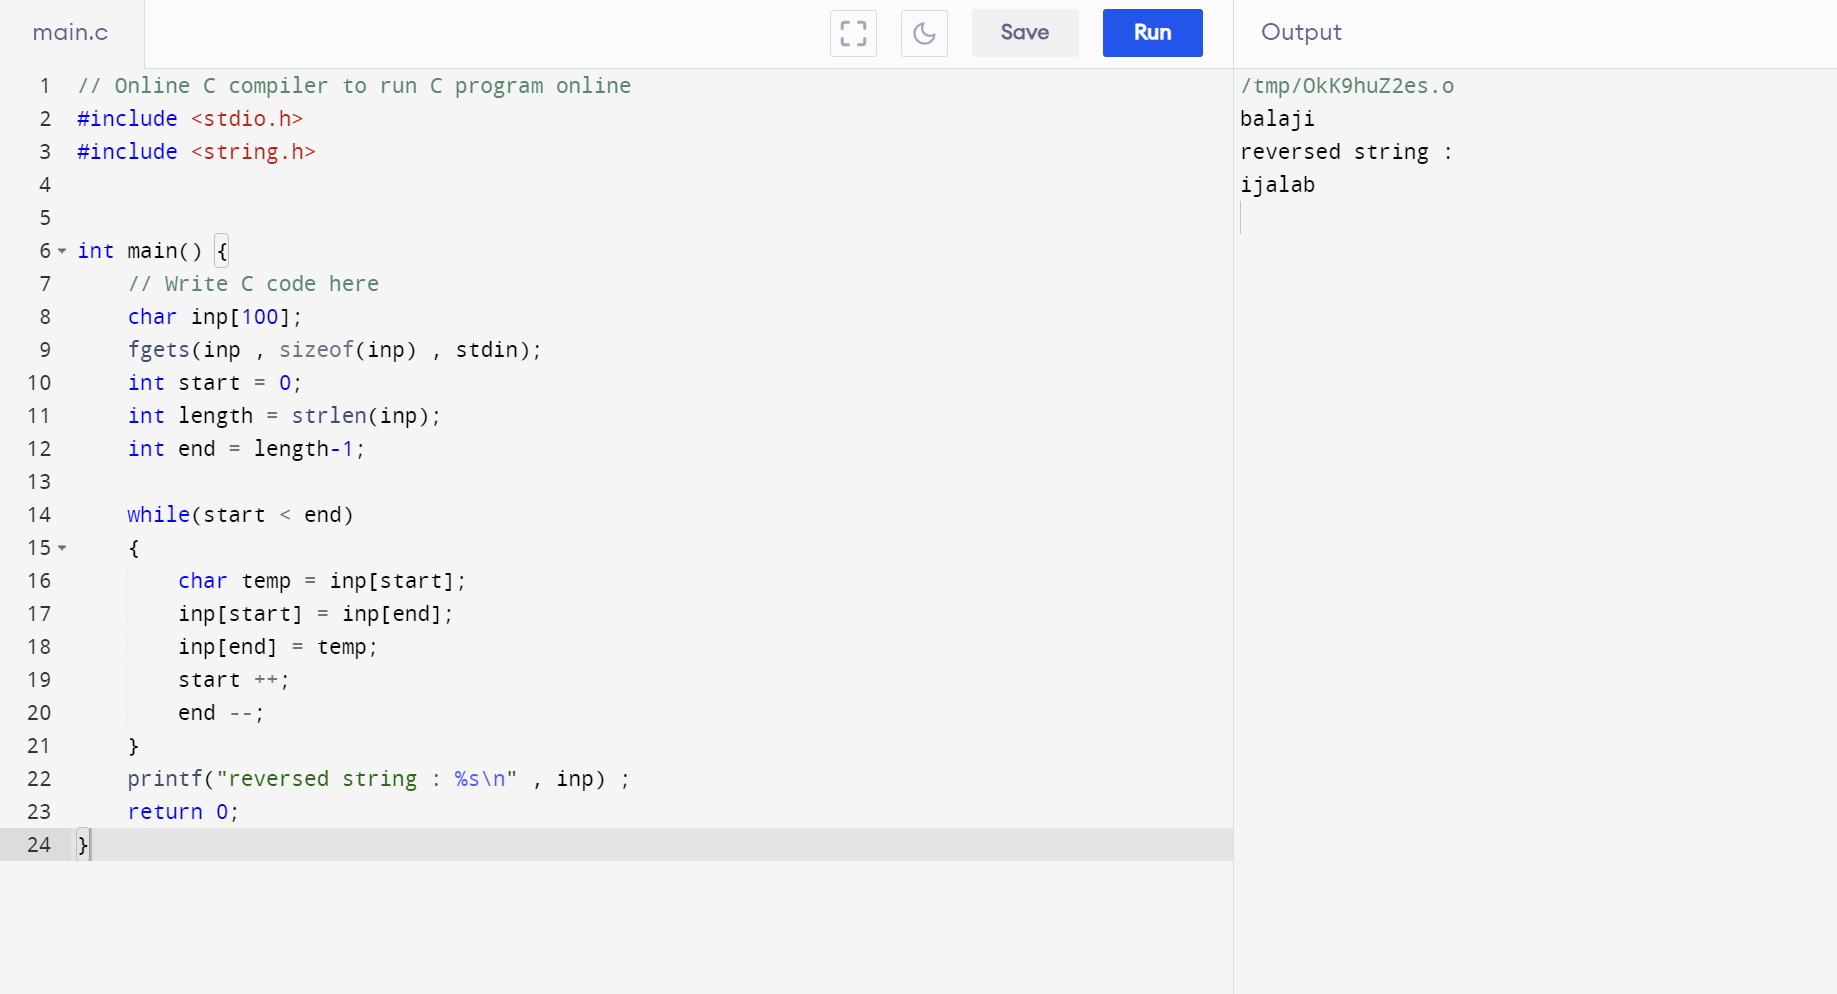 main.c
Save
Run
Output
1 // Online C compiler to run C program online
2 #include <stdio.h>
3 #include <string.h>
4
5
6 int main() {
7     // Write C code here
8     char inp[100];
9     fgets(inp , sizeof(inp) , stdin);
10     int start = 0;
11     int length = strlen(inp);
12     int end = length-1;
13
14     while(start < end)
15     {
16         char temp = inp[start];
17         inp[start] = inp[end];
18         inp[end] = temp;
19         start ++;
20         end --;
21     }
22     printf("reversed string : %s\n" , inp) ;
23     return 0;
24 }
/tmp/OkK9huZ2es.o
balaji
reversed string :
ijalab